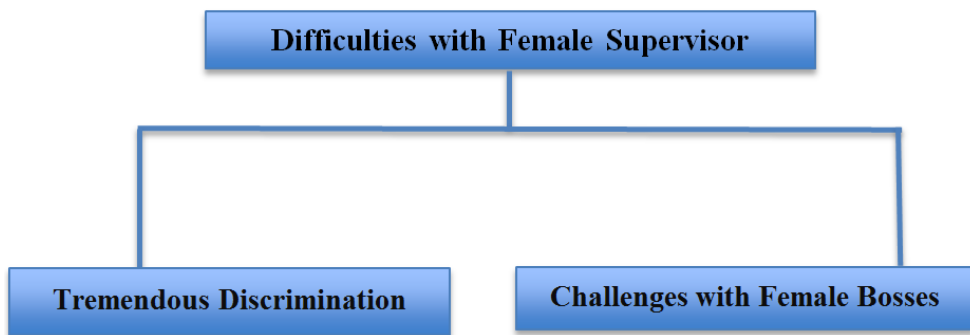 Difficulties with Female Supervisor
Tremendous Discrimination
Challenges with Female Bosses